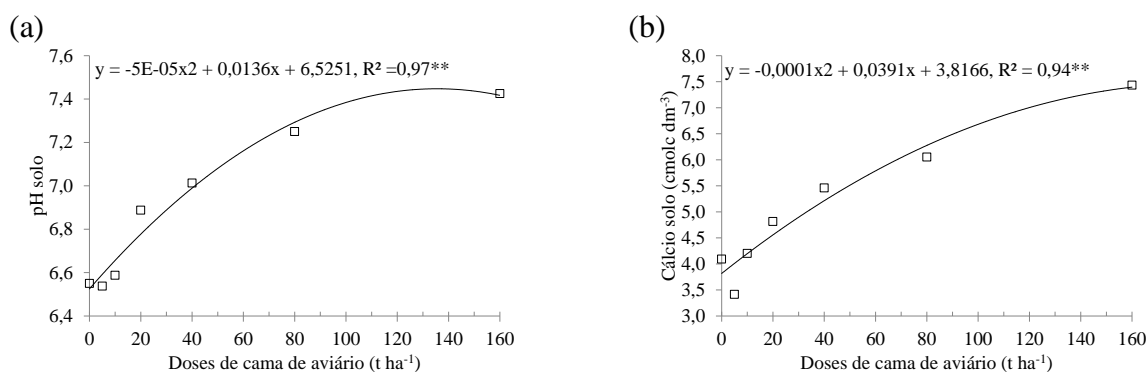 (a)
7,6
y = -5E-05x2 + 0,0136x + 6,5251, R² =0,97**
7,4
7,2
7,0
6,8
6,6
6,4
pH solo
0 20 40 60 80 100 120 140 160
Doses de cama de aviário (t ha⁻¹)
(b)
8,0
y = -0,0001x2 + 0,0391x + 3,8166, R² = 0,94**
7,5
7,0
6,5
6,0
5,5
5,0
4,5
4,0
3,5
3,0
Cálcio solo (cmolc dm⁻³)
0 20 40 60 80 100 120 140 160
Doses de cama de aviário (t ha⁻¹)